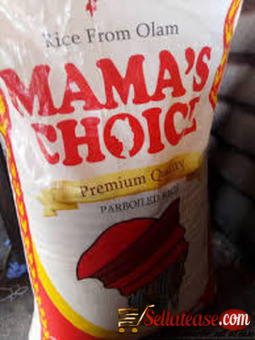 Rice From Olam
MAMA'S
CHOICE
Premium Quality
PARBOILED RICE
Sellatease.com